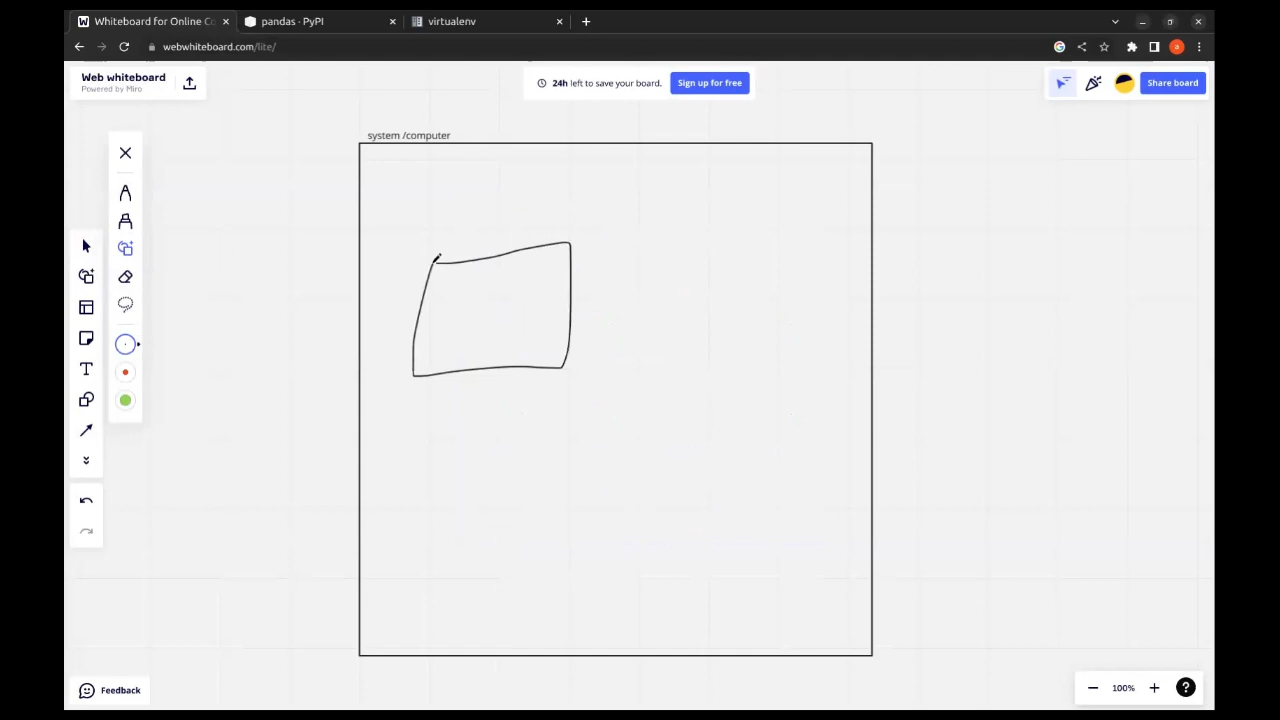 Whiteboard for Online Co
pandas · PyPI
virtualenv
webwhiteboard.com/lite/
a
Web whiteboard
Powered by Miro
24h left to save your board.
Sign up for free
Share board
system /computer
T
Feedback
100%
?